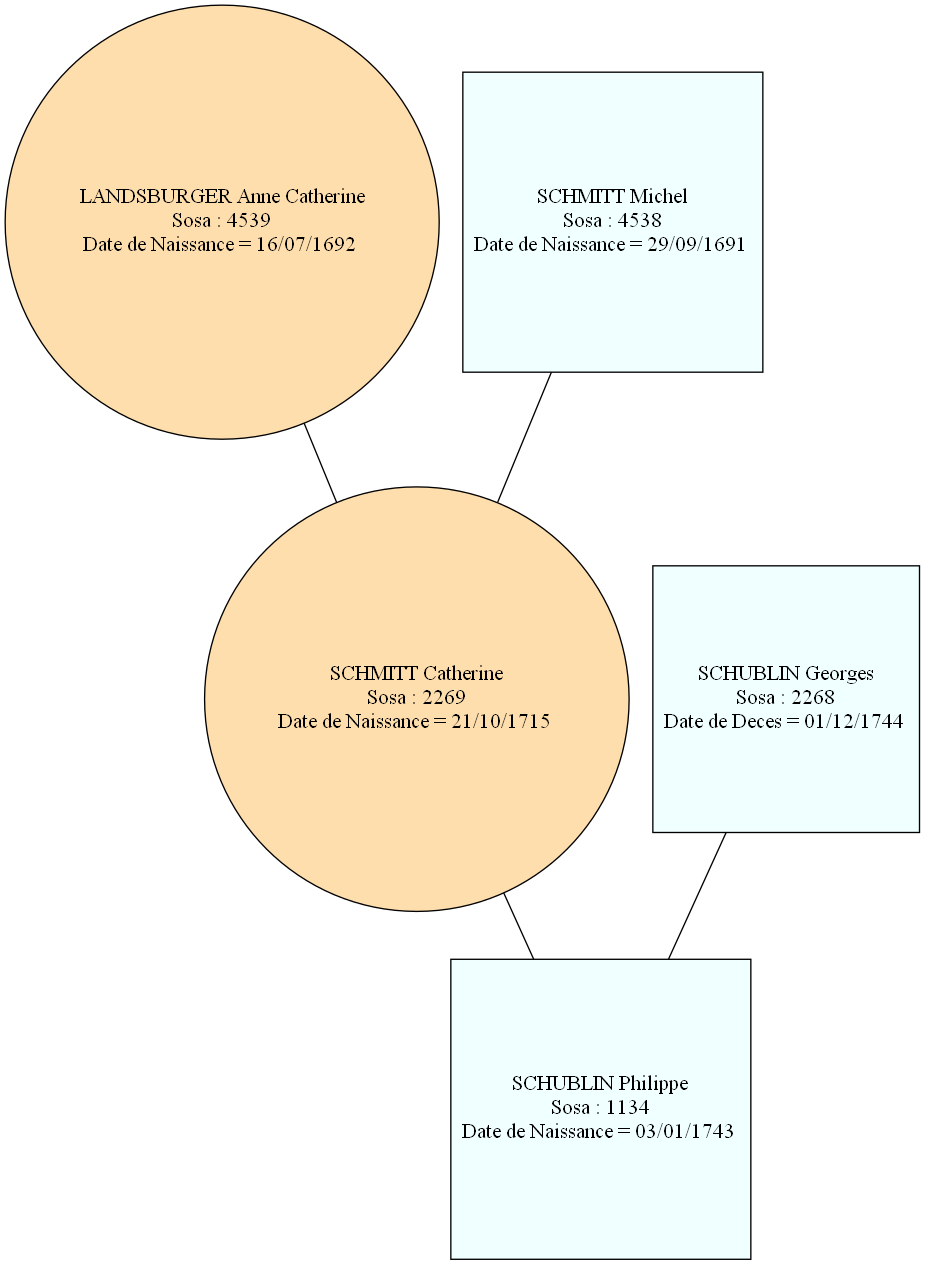 LANDSBURGER Anne Catherine
Sosa : 4539
Date de Naissance = 16/07/1692
SCHMITT Michel
Sosa : 4538
Date de Naissance = 29/09/1691
SCHMITT Catherine
Sosa : 2269
Date de Naissance = 21/10/1715
SCHUBLIN Georges
Sosa : 2268
Date de Deces = 01/12/1744
SCHUBLIN Philippe
Sosa : 1134
Date de Naissance = 03/01/1743